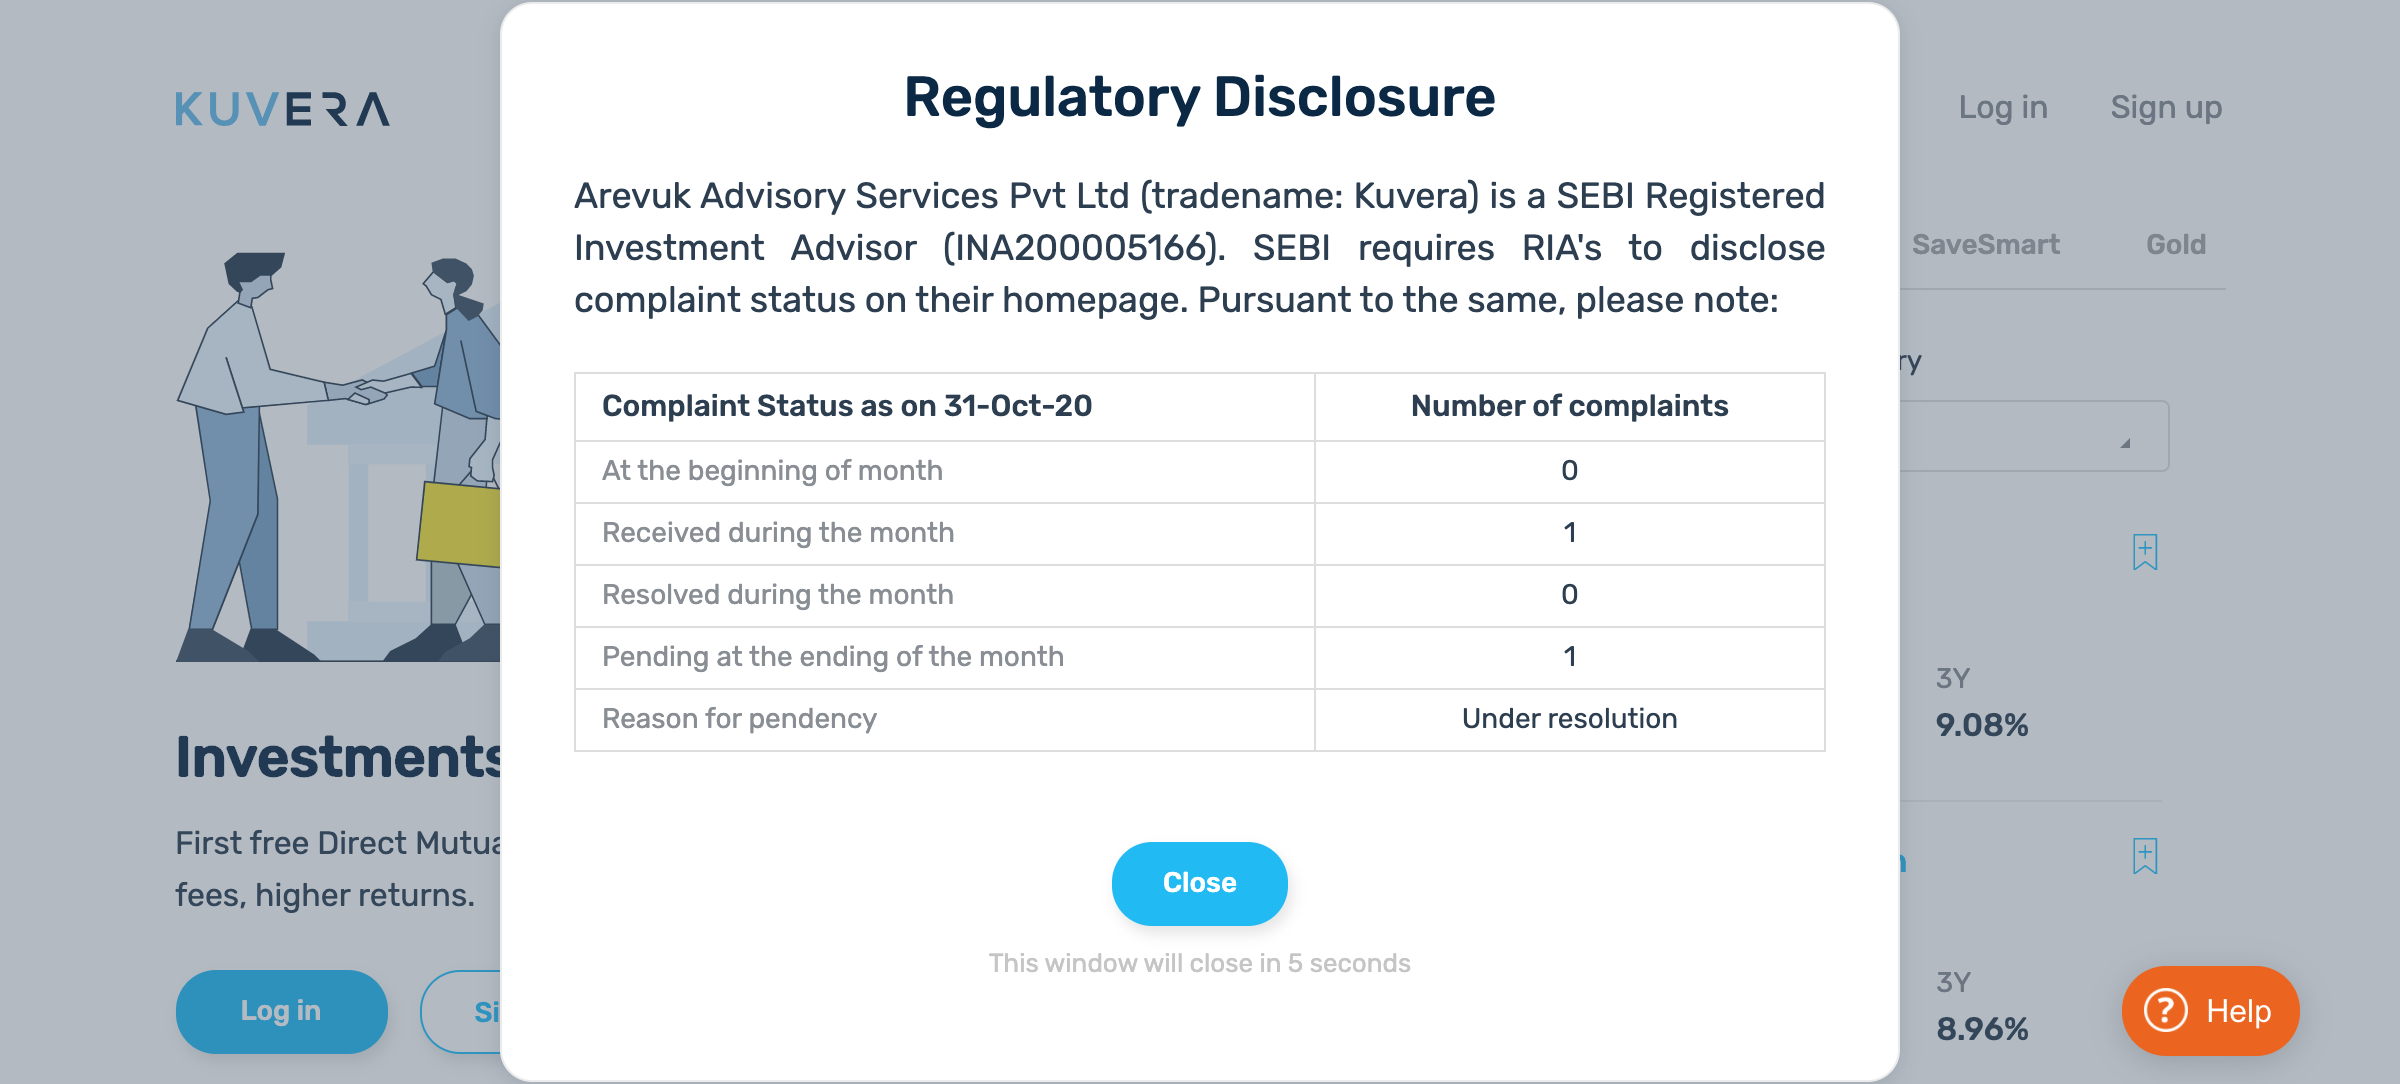 KUVERA
Log in
Sign up
SaveSmart
Gold
Regulatory Disclosure
Arevuk Advisory Services Pvt Ltd (tradename: Kuvera) is a SEBI Registered
Investment Advisor (INA200005166). SEBI requires RIA's to disclose
complaint status on their homepage. Pursuant to the same, please note:
Complaint Status as on 31-Oct-20 Number of complaints
At the beginning of month 0
Received during the month 1
Resolved during the month 0
Pending at the ending of the month 1
Reason for pendency Under resolution
Close
This window will close in 5 seconds
Investments
First free Direct
fees, higher returns.
Log in
3Y
9.08%
3Y
8.96%
Help